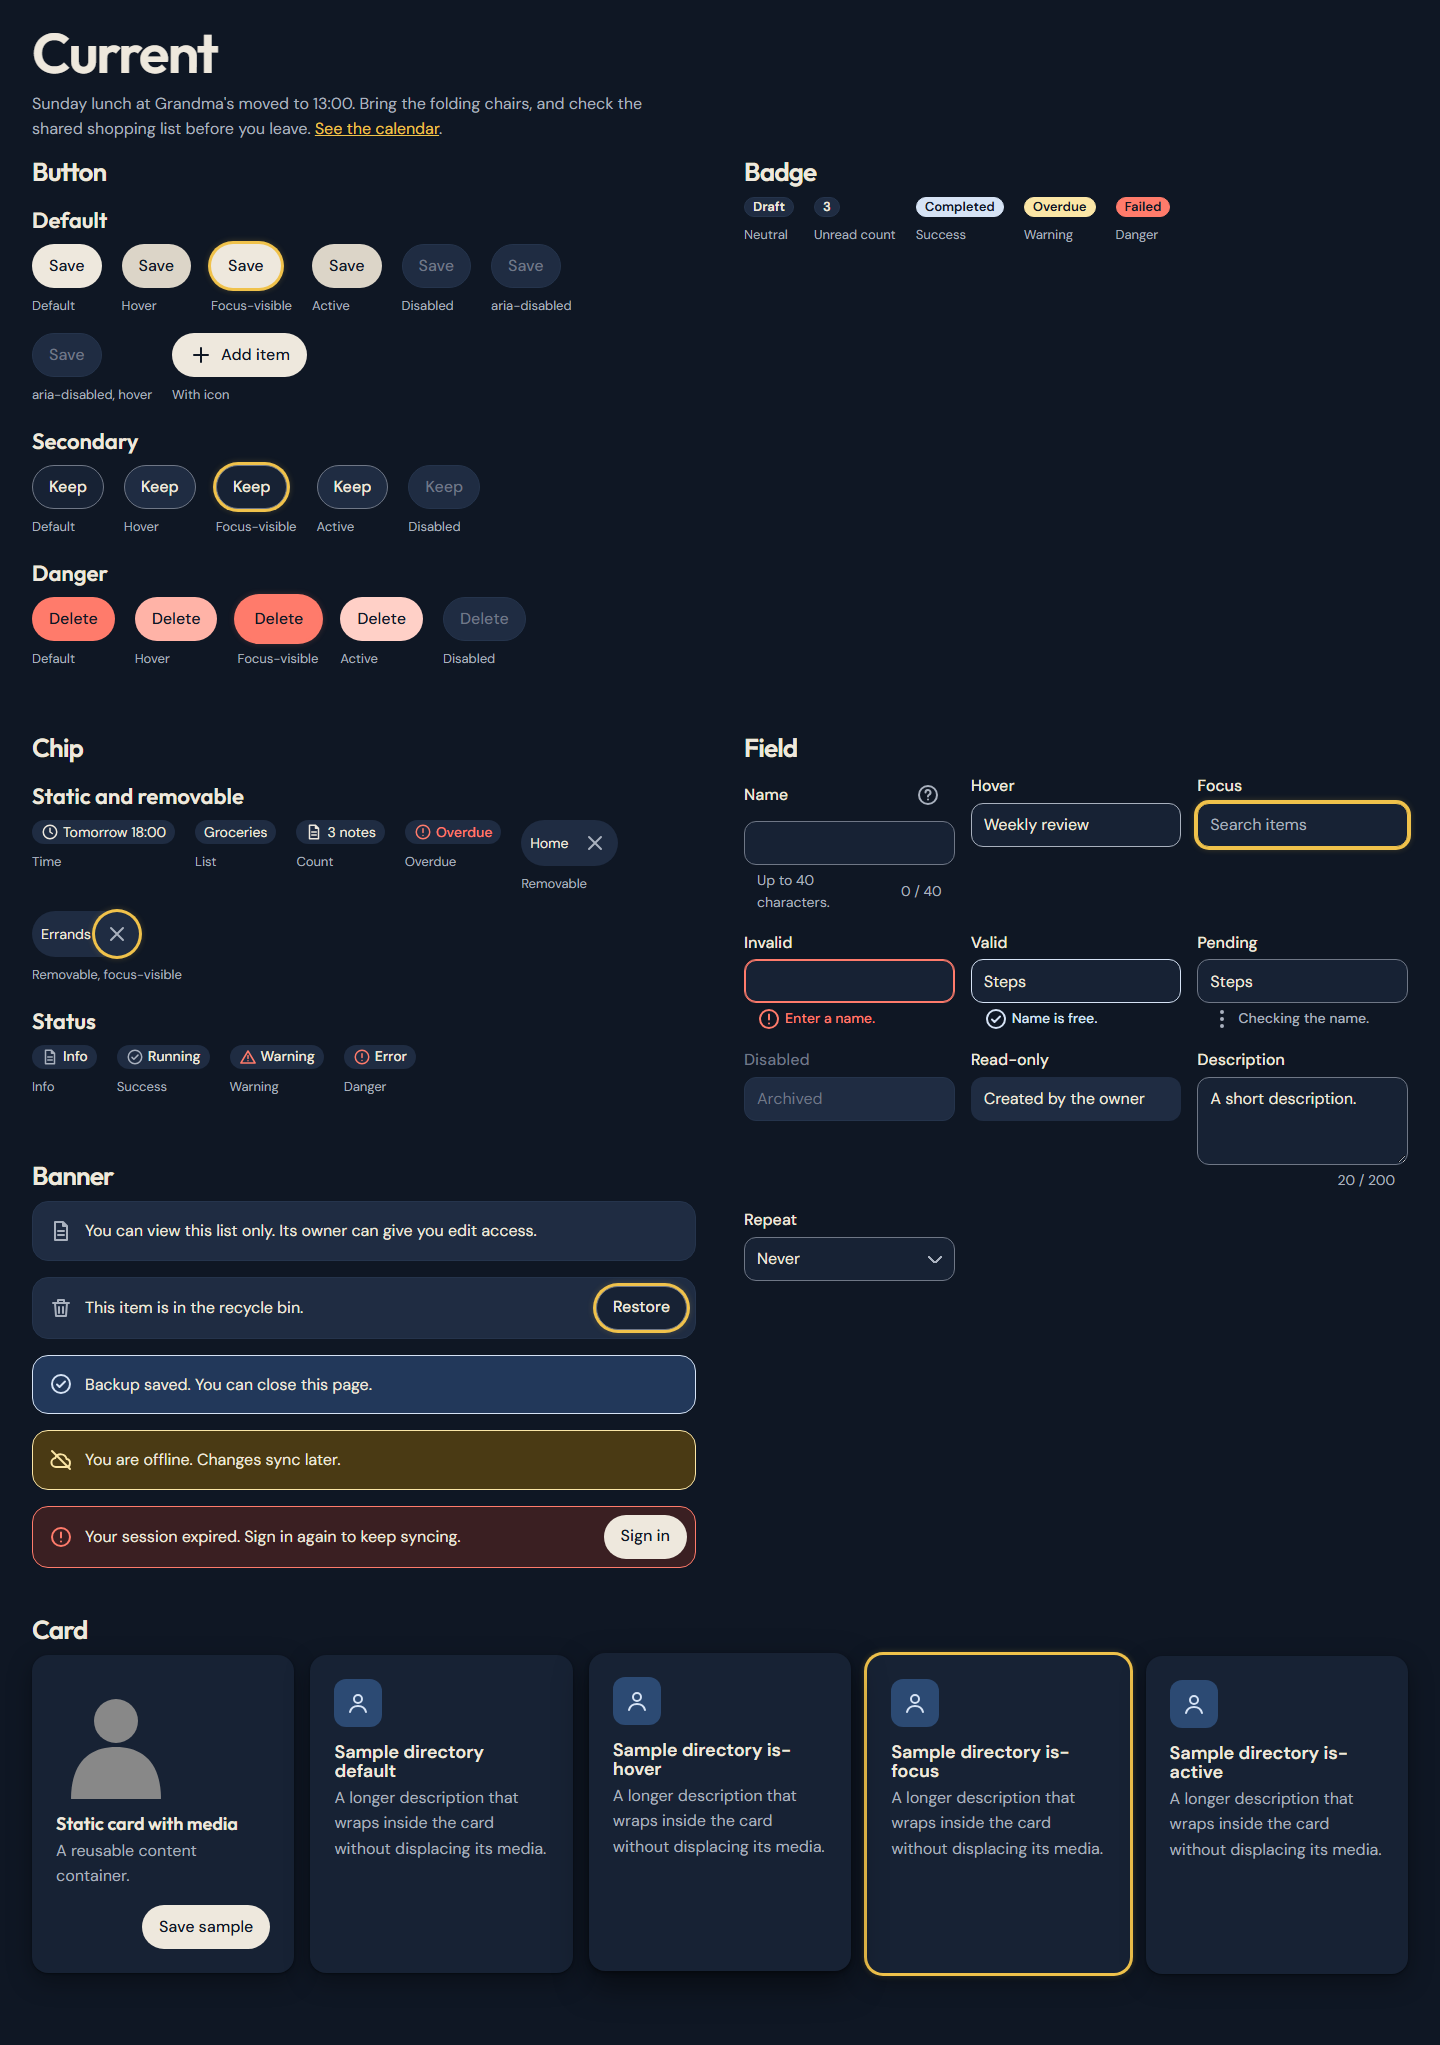 Current
Sunday lunch at Grandma's moved to 13:00. Bring the folding chairs, and check the
shared shopping list before you leave. See the calendar.
Button
Default
Save Save Save Save Save Save
Default Hover Focus-visible Active Disabled aria-disabled
Save Add item
aria-disabled, hover With icon
Secondary
Keep Keep Keep Keep Keep
Default Hover Focus-visible Active Disabled
Danger
Delete Delete Delete Delete Delete
Default Hover Focus-visible Active Disabled
Badge
Draft 3 Completed Overdue Failed
Neutral Unread count Success Warning Danger
Chip
Static and removable
Tomorrow 18:00 Groceries 3 notes Overdue Home
Time List Count Overdue Removable
Errands
Removable, focus-visible
Status
Info Running Warning Error
Info Success Warning Danger
Field
Name Hover Focus
Weekly review Search items
Up to 40
characters.
0 / 40
Invalid Valid Pending
Steps Steps
Enter a name. Name is free. Checking the name.
Disabled Read-only Description
Archived Created by the owner A short description.
20 / 200
Repeat
Never
Banner
You can view this list only. Its owner can give you edit access.
This item is in the recycle bin. Restore
Backup saved. You can close this page.
You are offline. Changes sync later.
Your session expired. Sign in again to keep syncing. Sign in
Card
Static card with media
A reusable content
container.
Save sample
Sample directory
default
A longer description that
wraps inside the card
without displacing its media.
Sample directory is-
hover
A longer description that
wraps inside the card
without displacing its media.
Sample directory is-
focus
A longer description that
wraps inside the card
without displacing its media.
Sample directory is-
active
A longer description that
wraps inside the card
without displacing its media.